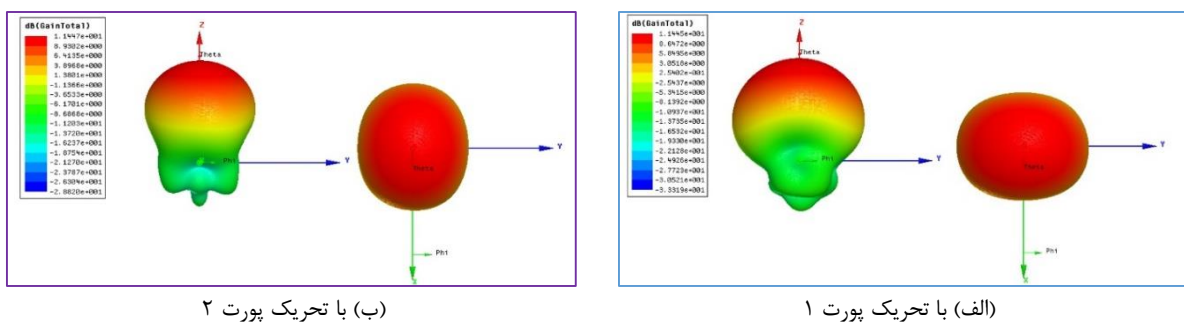 dB(GainTotal)
1.1445e+001
8.6472e+000
5.8495e+000
3.0518e+000
2.5402e-001
-2.5437e+000
-5.3415e+000
-8.1392e+000
-1.0937e+001
-1.3735e+001
-1.6532e+001
-1.9330e+001
-2.2128e+001
-2.4926e+001
-2.7723e+001
-3.0521e+001
-3.3319e+001
Z
Theta
Phi
Y
Theta
Y
Phi
X
(الف) با تحریک پورت ۱
dB(GainTotal)
1.1447e+001
8.9302e+000
6.4135e+000
3.8968e+000
1.3801e+000
-1.1366e+000
-3.6533e+000
-6.1701e+000
-8.6868e+000
-1.1203e+001
-1.3720e+001
-1.6237e+001
-1.8754e+001
-2.1270e+001
-2.3787e+001
-2.6304e+001
-2.8820e+001
Z
Theta
Phi
Y
Theta
Y
Phi
X
(ب) با تحریک پورت ۲